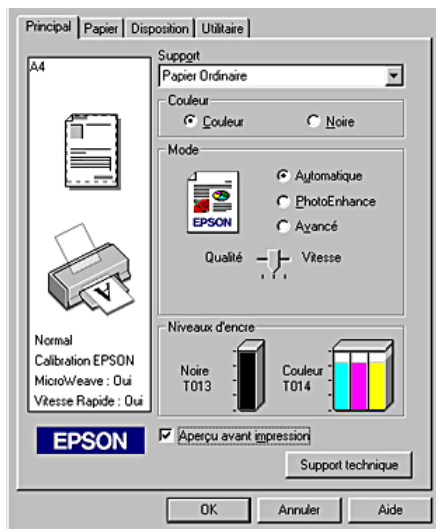 Principal Papier Disposition Utilitaire
A4
Support
Papier Ordinaire
Couleur
Couleur Noire
Mode
EPSON
Automatique
PhotoEnhance
Avancé
Qualité Vitesse
Normal
Calibration EPSON
MicroWeave : Oui
Vitesse Rapide : Oui
Niveaux d'encre
Noire
T013
Couleur
T014
EPSON
Aperçu avant impression
Support technique
OK Annuler Aide